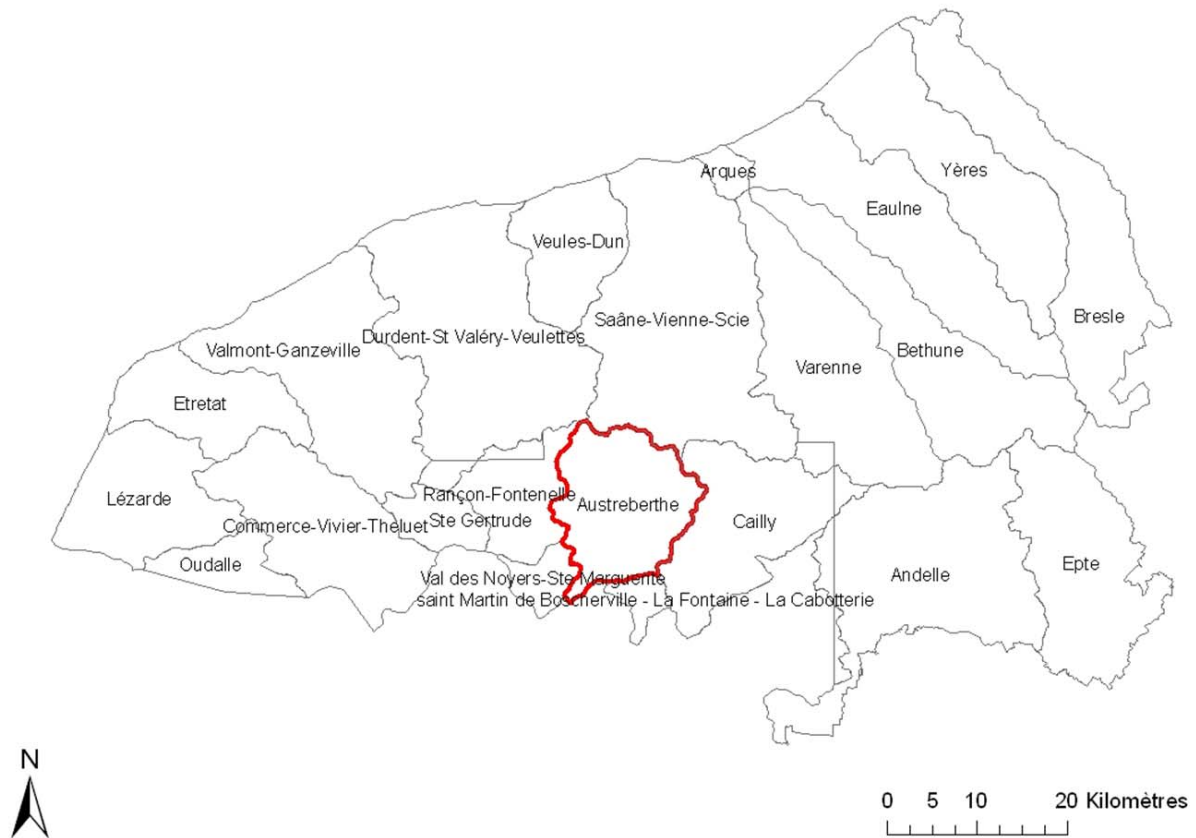 Arques
Yères
Eaulne
Veules-Dun
Saâne-Vienne-Scie
Bresle
Durdent-St Valéry-Veulettes
Valmont-Ganzeville
Bethune
Varenne
Etretat
Lézarde
Rançon-Fontenelle
Austreberthe
Ste Gertrude
Cailly
Commerce-Vivier-Theluet
Oudalle
Epte
Andelle
Val des Noyers-Ste Marguerite
saint Martin de Boscherville - La Fontaine - La Cabotterie
N
0 5 10 20 Kilomètres